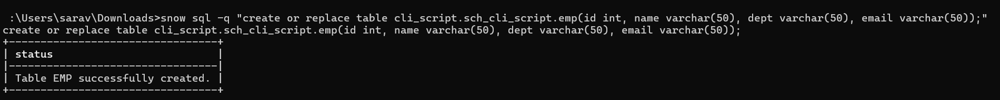 :\Users\sarav\Downloads>snow sql -q "create or replace table cli_script.sch_cli_script.emp(id int, name varchar(50), dept varchar(50), email varchar(50));"
create or replace table cli_script.sch_cli_script.emp(id int, name varchar(50), dept varchar(50), email varchar(50));
+---------------------------------+
| status                          |
|---------------------------------|
| Table EMP successfully created. |
+---------------------------------+